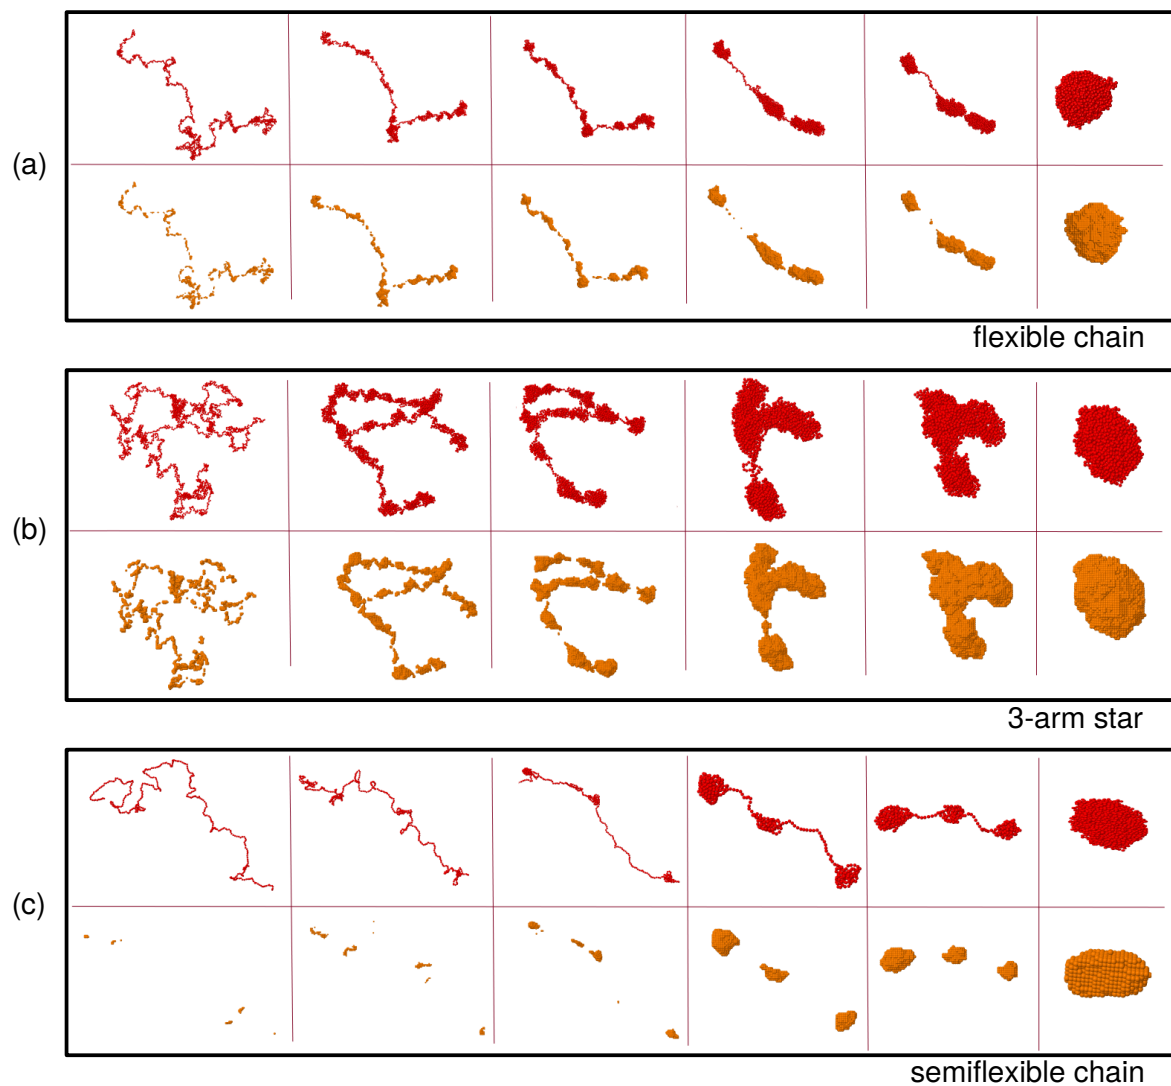 (a)
flexible chain
(b)
3-arm star
(c)
semiflexible chain